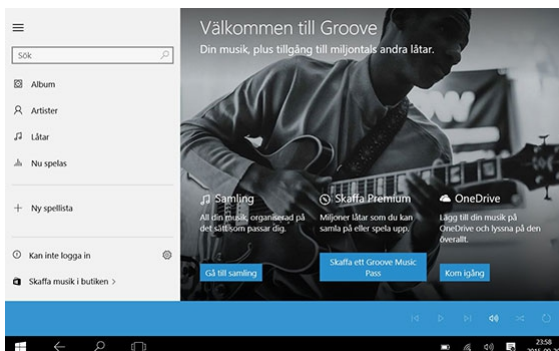 Välkommen till Groove
Din musik, plus tillgång till miljontals andra låtar.
Sök
Album
Artister
Låtar
Nu spelas
Ny spellista
Kan inte logga in
Skaffa musik i butiken >
Samling
All din musik, organiserad på
det sätt som passar dig.
Gå till samling
Skaffa Premium
Miljoner låtar som du kan
samla på eller spela upp.
Skaffa ett Groove Music
Pass
OneDrive
Lägg till din musik på
OneDrive och lyssna på den
överallt.
Kom igång
23:58